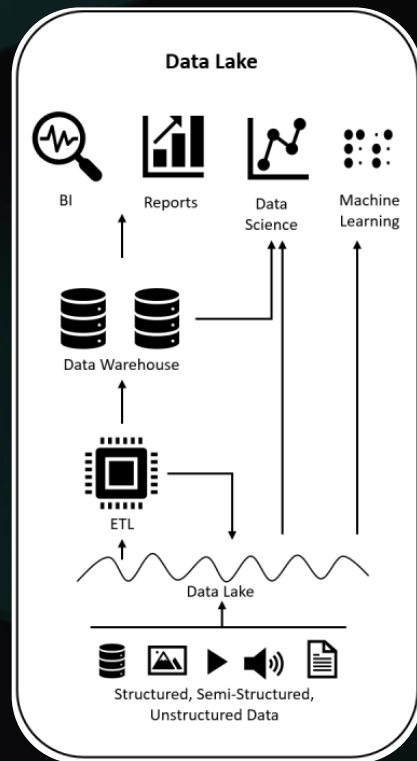 Data Lake
BI
Reports
Data
Science
Machine
Learning
Data Warehouse
ETL
Data Lake
Structured, Semi-Structured,
Unstructured Data